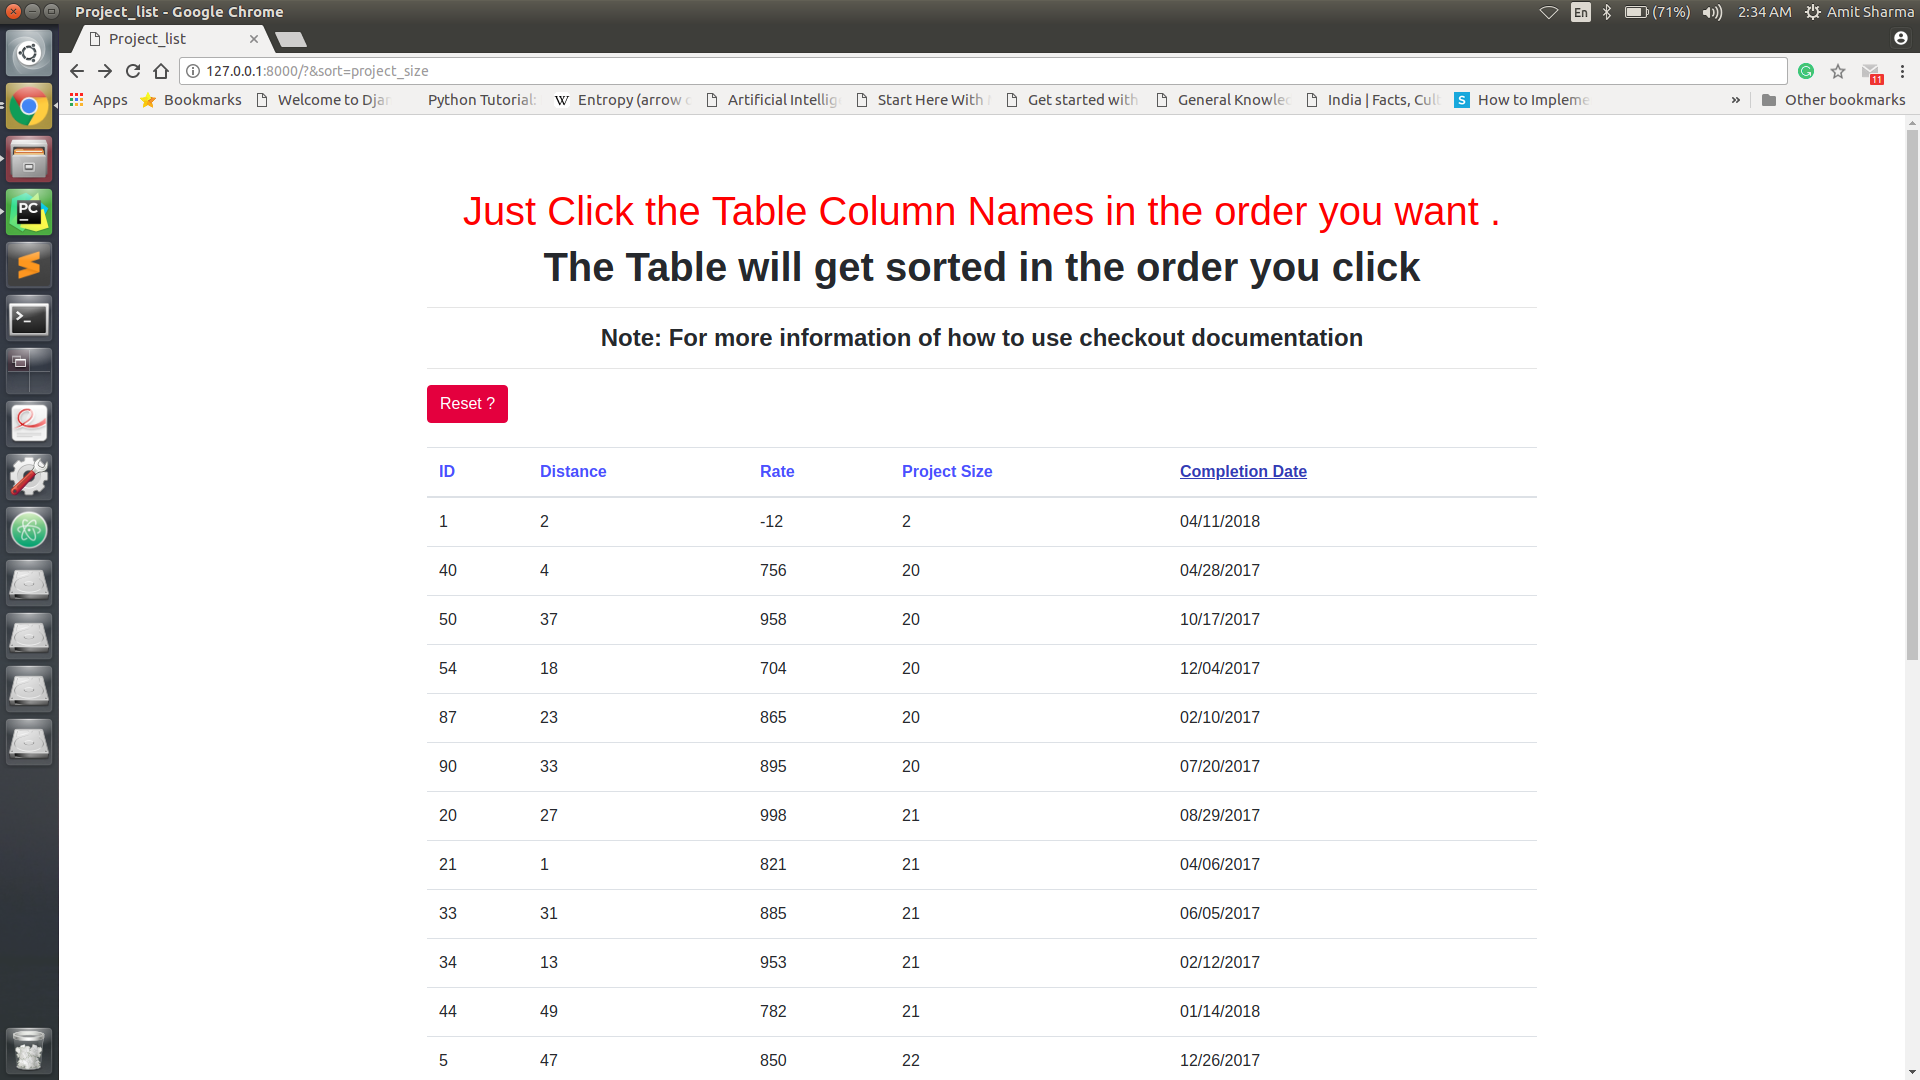 Project_list - Google Chrome
En
(71%)
2:34 AM
Amit Sharma
Project_list
127.0.0.1:8000/?&sort=project_size
11
Apps
Bookmarks
Welcome to Djan
Python Tutorial:
W
Entropy (arrow
Artificial Intellig
Start Here With
Get started with
General Knowlec
India | Facts, Cul
S
How to Impleme
»
Other bookmarks
PC
Just Click the Table Column Names in the order you want .
The Table will get sorted in the order you click
Note: For more information of how to use checkout documentation
Reset ?
ID Distance Rate Project Size Completion Date
1 2 -12 2 04/11/2018
40 4 756 20 04/28/2017
50 37 958 20 10/17/2017
54 18 704 20 12/04/2017
87 23 865 20 02/10/2017
90 33 895 20 07/20/2017
20 27 998 21 08/29/2017
21 1 821 21 04/06/2017
33 31 885 21 06/05/2017
34 13 953 21 02/12/2017
44 49 782 21 01/14/2018
5 47 850 22 12/26/2017